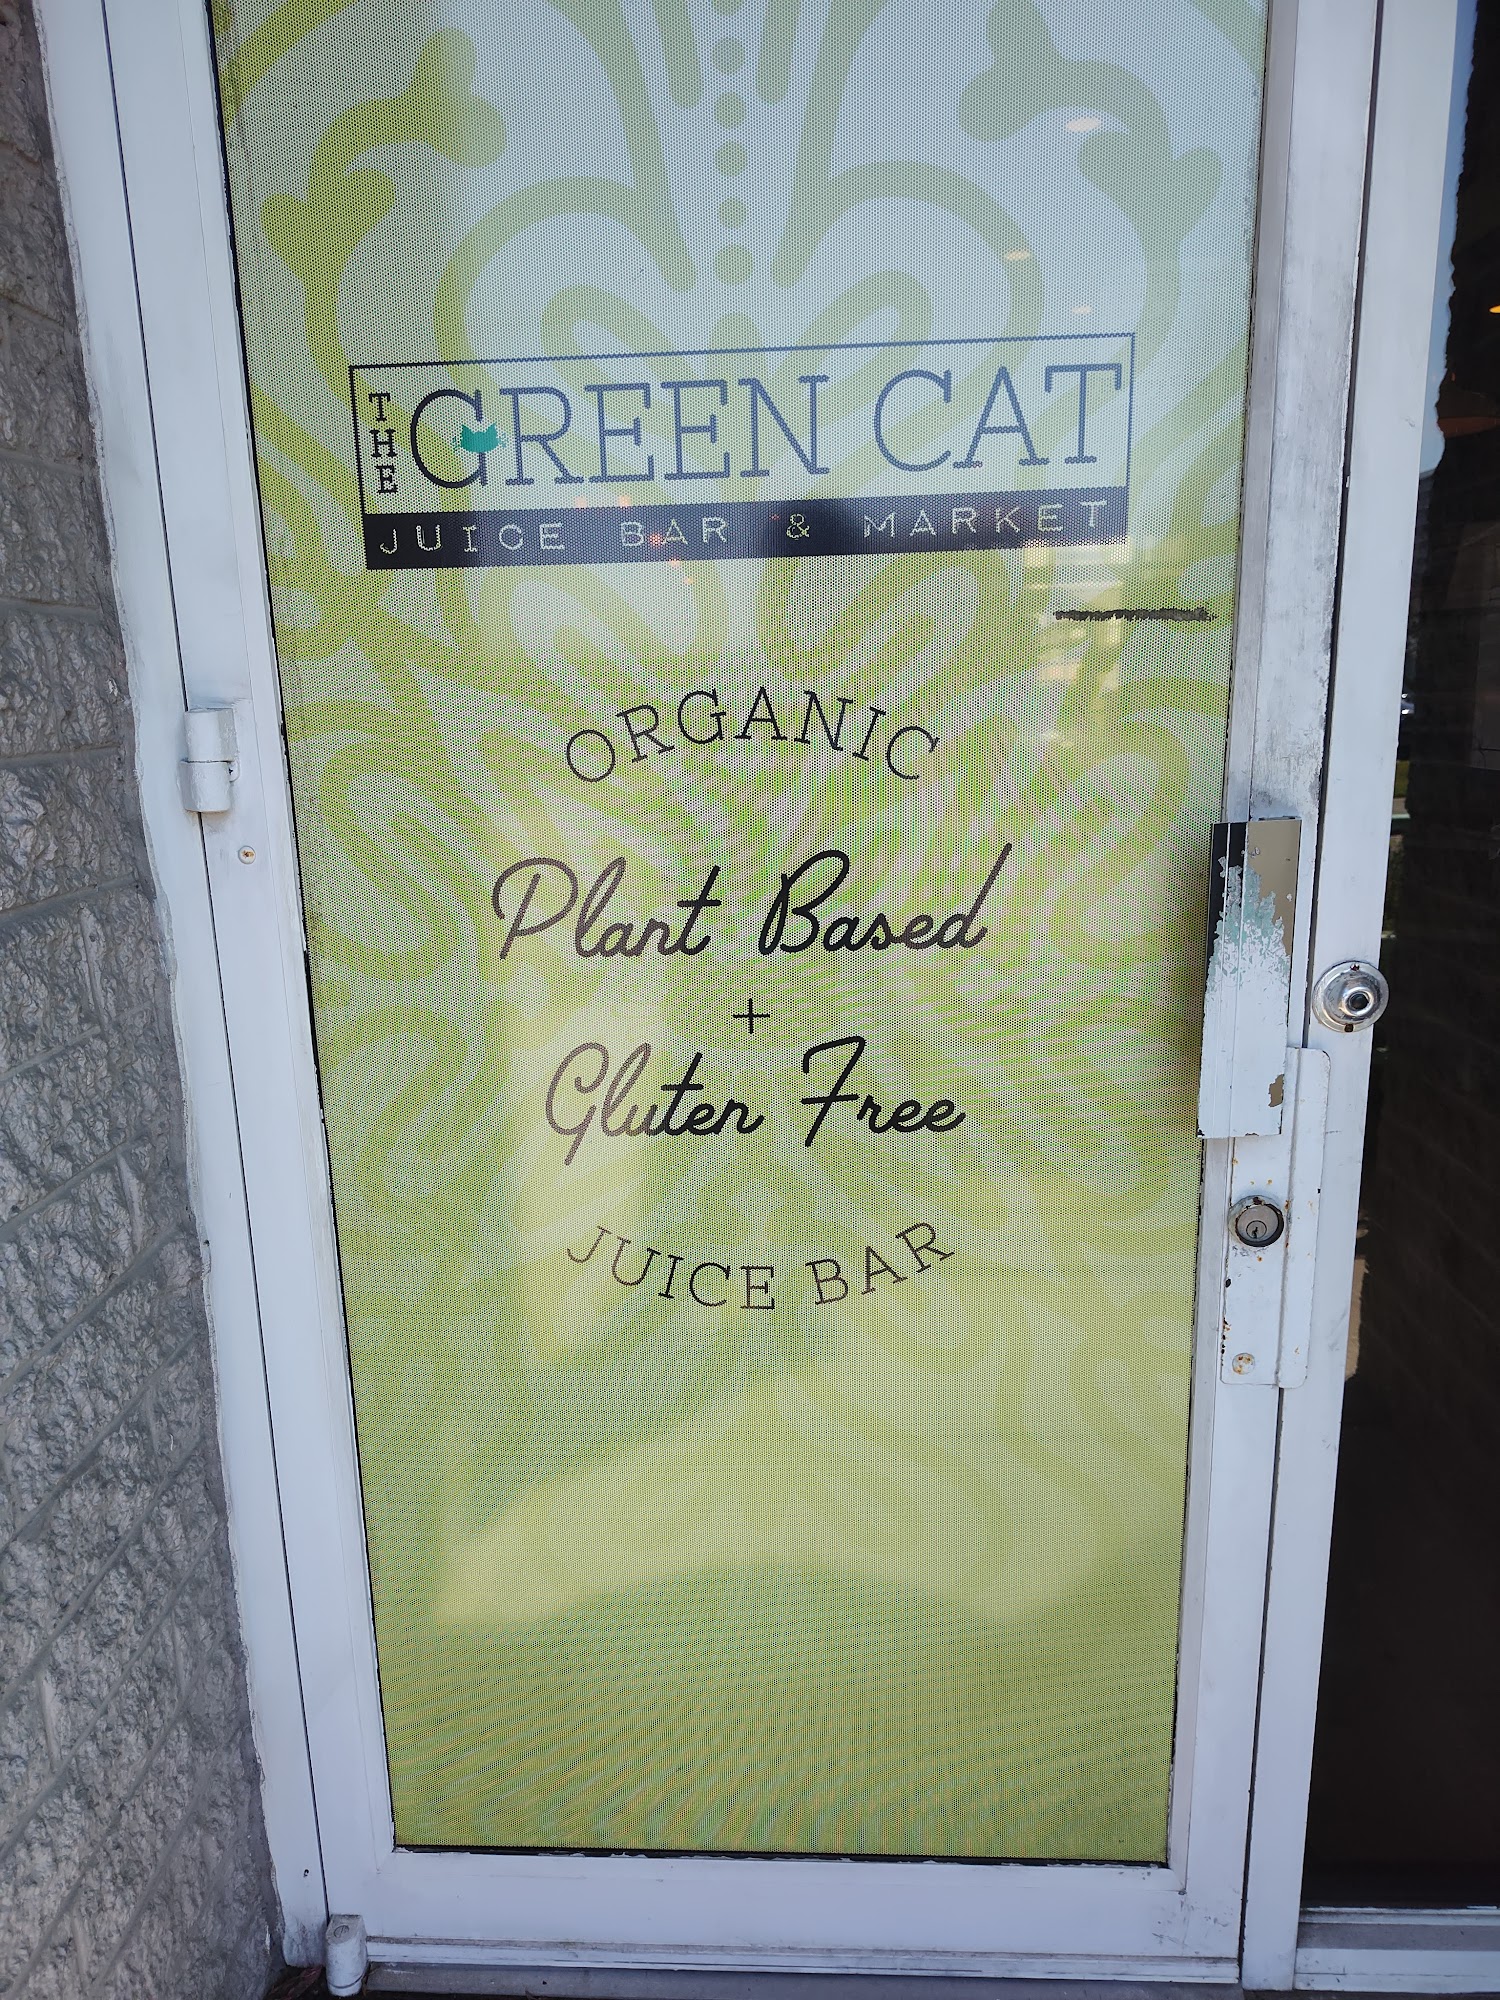 THE GREEN CAT
JUICE BAR & MARKET
ORGANIC
Plant Based
+
Gluten Free
JUICE BAR